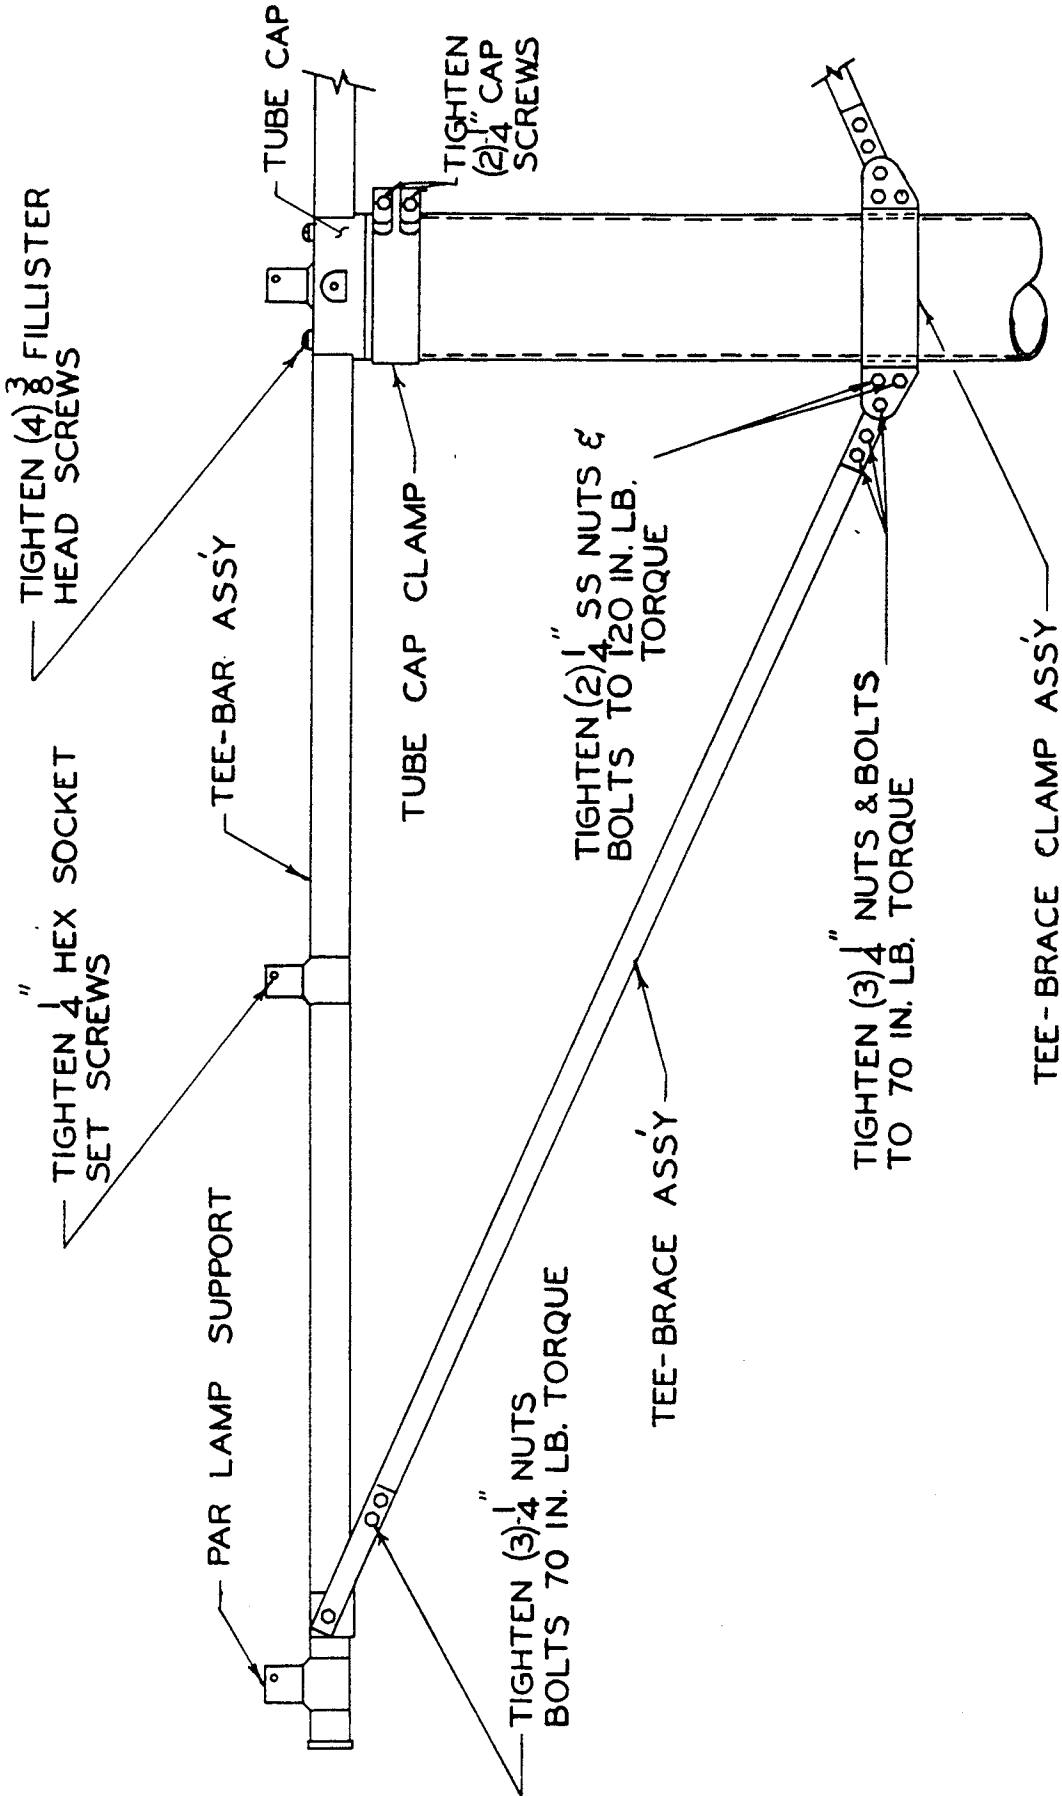 TIGHTEN (4) 3/8 FILLISTER
HEAD SCREWS
TUBE CAP
TIGHTEN
(2)-1/4" CAP
SCREWS
TIGHTEN 1/4" HEX SOCKET
SET SCREWS
TEE-BAR ASS'Y
TUBE CAP CLAMP
PAR LAMP SUPPORT
TIGHTEN (2) 1/4" SS NUTS &
BOLTS TO 120 IN. LB.
TORQUE
TIGHTEN (3)-1/4" NUTS
BOLTS 70 IN. LB. TORQUE
TEE-BRACE ASS'Y
TIGHTEN (3) 1/4" NUTS & BOLTS
TO 70 IN. LB. TORQUE
TEE-BRACE CLAMP ASS'Y